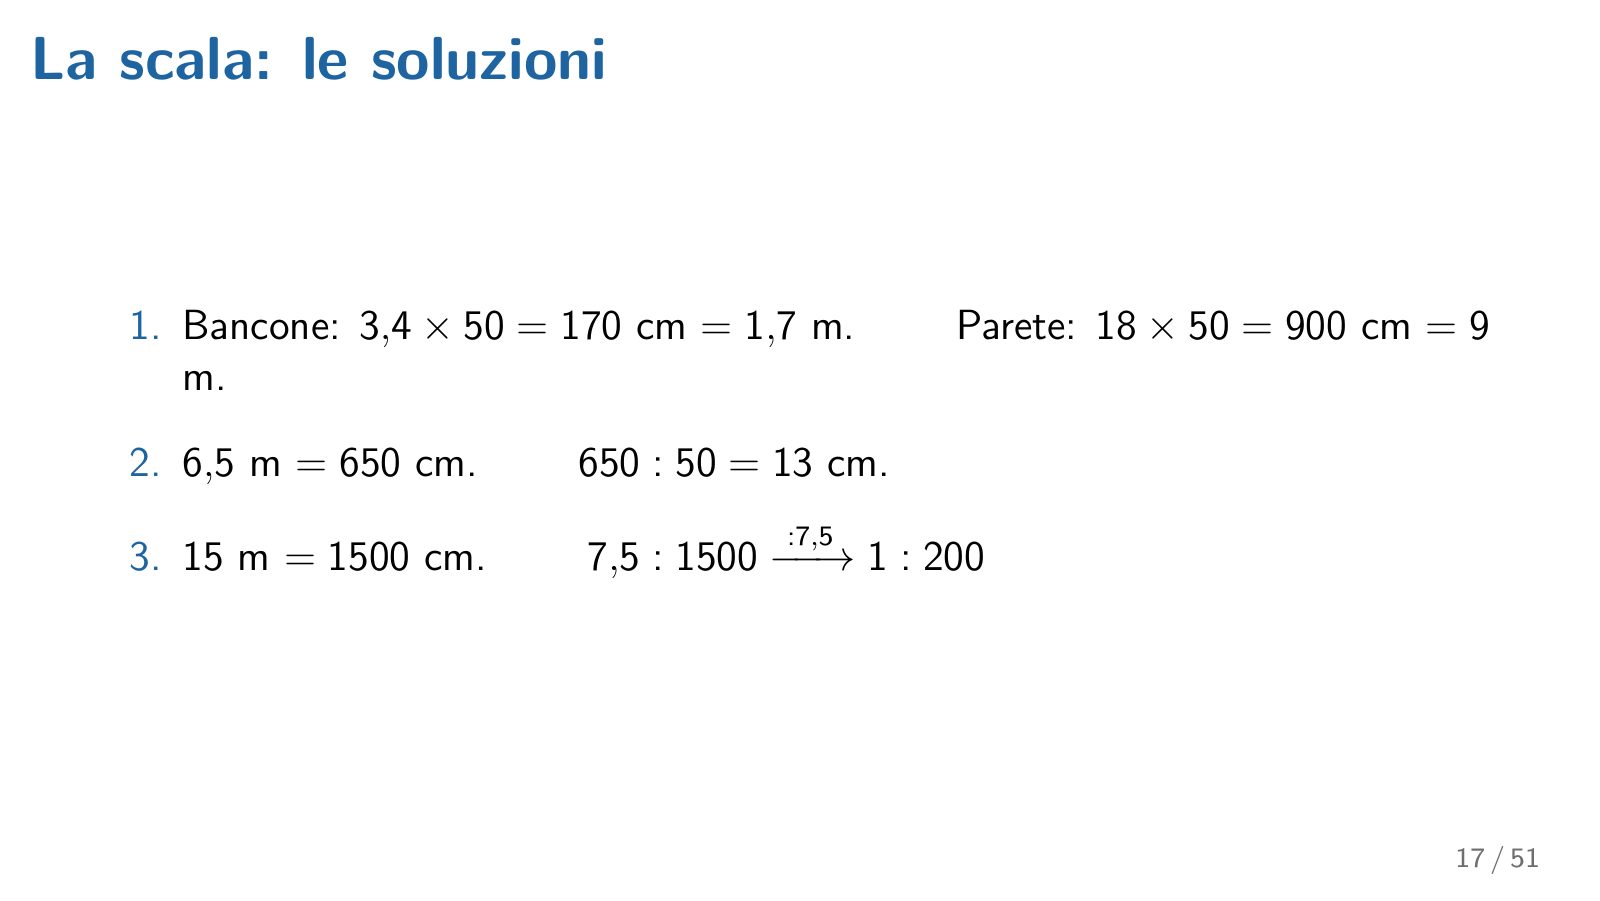 La scala: le soluzioni
1. Bancone: 3,4 × 50 = 170 cm = 1,7 m. Parete: 18 × 50 = 900 cm = 9
m.
2. 6,5 m = 650 cm. 650 : 50 = 13 cm.
3. 15 m = 1500 cm. 7,5 : 1500 :7,5⟶ 1 : 200
17 / 51